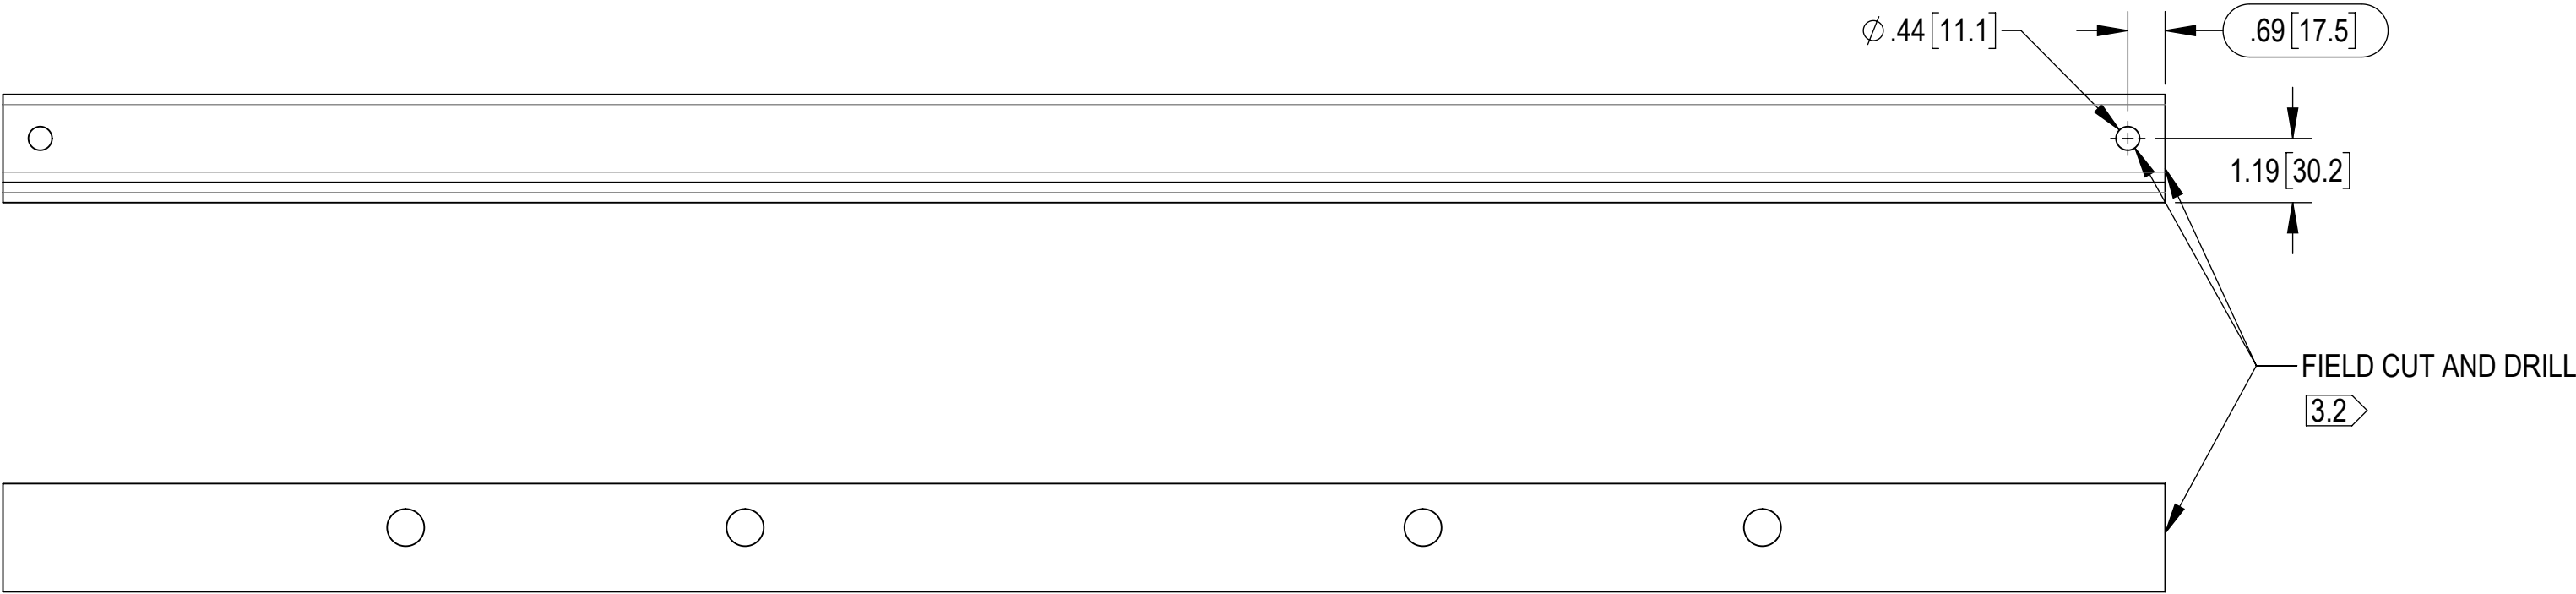 ⌀ .44 [11.1]
.69 [17.5]
1.19 [30.2]
FIELD CUT AND DRILL
3.2